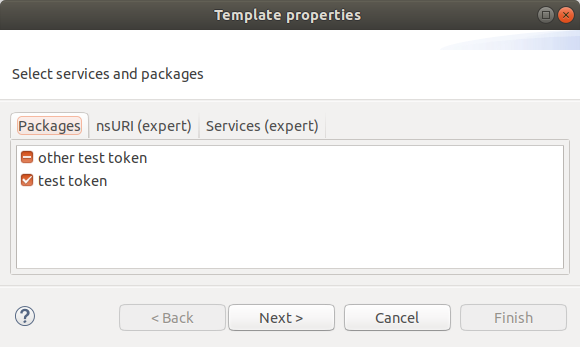 Template properties
Select services and packages
Packages nsURI (expert) Services (expert)
other test token
test token
? < Back Next > Cancel Finish